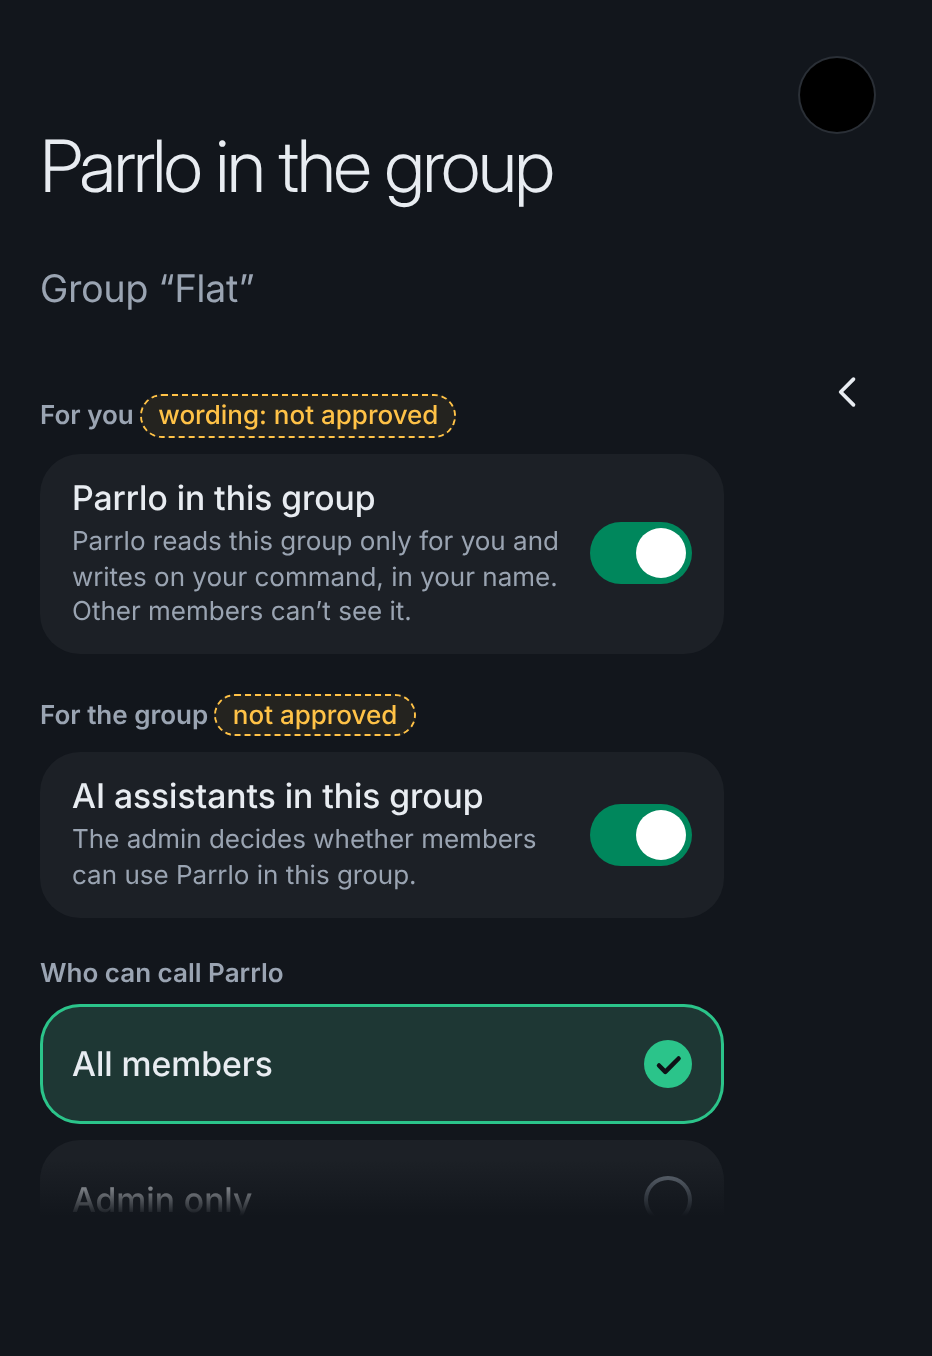 Parrlo in the group
Group “Flat”
For you wording: not approved
Parrlo in this group
Parrlo reads this group only for you and
writes on your command, in your name.
Other members can’t see it.
For the group not approved
AI assistants in this group
The admin decides whether members
can use Parrlo in this group.
Who can call Parrlo
All members
Admin only